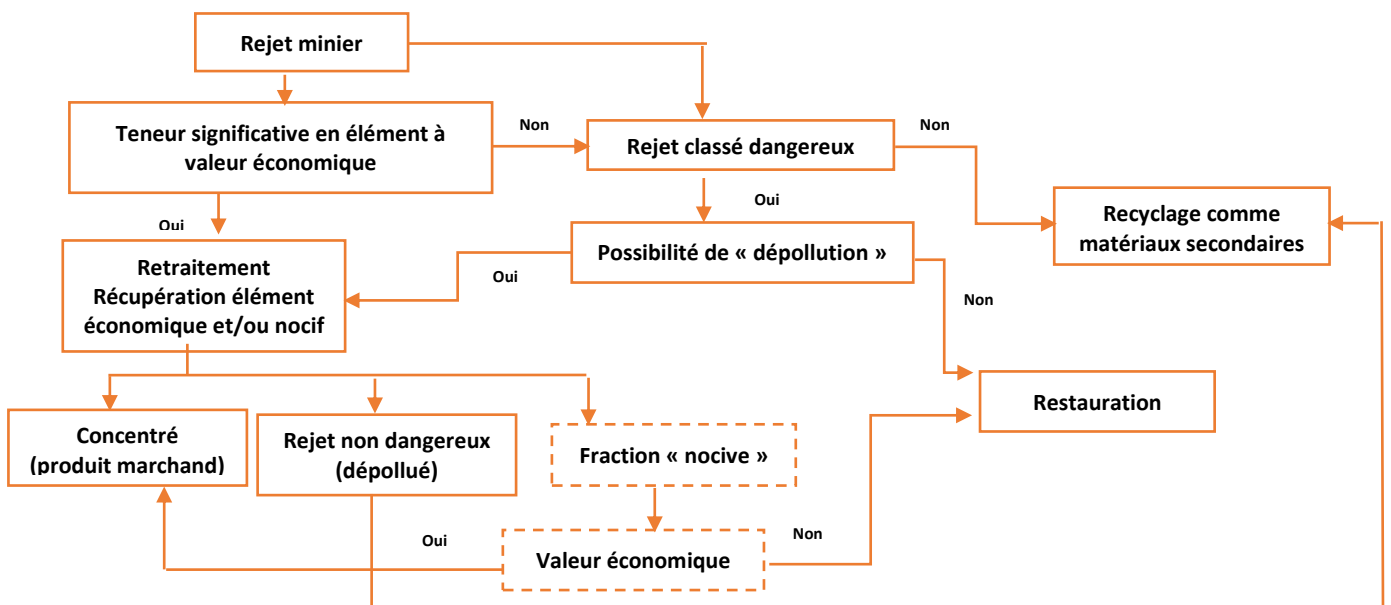 Rejet minier
Teneur significative en élément à
valeur économique
Non
Rejet classé dangereux
Non
Oui
Oui
Recyclage comme
matériaux secondaires
Retraitement
Récupération élément
économique et/ou nocif
Oui
Possibilité de « dépollution »
Non
Restauration
Concentré
(produit marchand)
Rejet non dangereux
(dépollué)
Fraction « nocive »
Oui
Valeur économique
Non